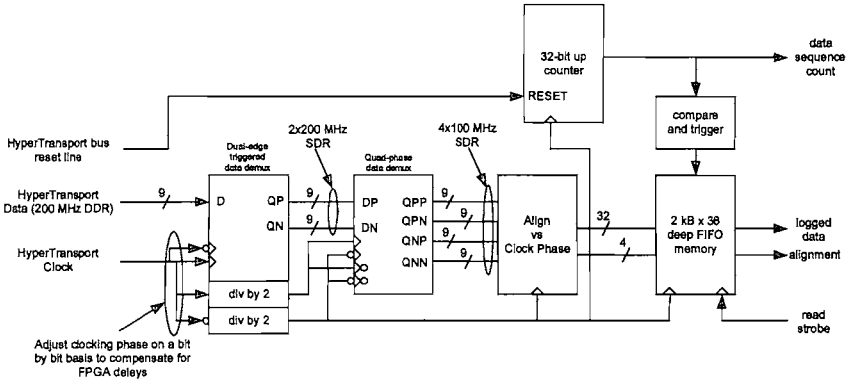 32-bit up
counter
RESET
data
sequence
count
compare
and trigger
HyperTransport bus
reset line
Dual-edge
triggered
data demux
2x200 MHz
SDR
Quad-phase
data demux
4x100 MHz
SDR
HyperTransport
Data (200 MHz DDR)
9
D
QP
QN
9
9
DP
DN
QPP
QPN
QNP
QNN
9
9
9
9
Align
vs
Clock Phase
32
4
2 kB x 36
deep FIFO
memory
logged
data
alignment
HyperTransport
Clock
div by 2
div by 2
read
strobe
Adjust clocking phase on a bit
by bit basis to compensate for
FPGA delays